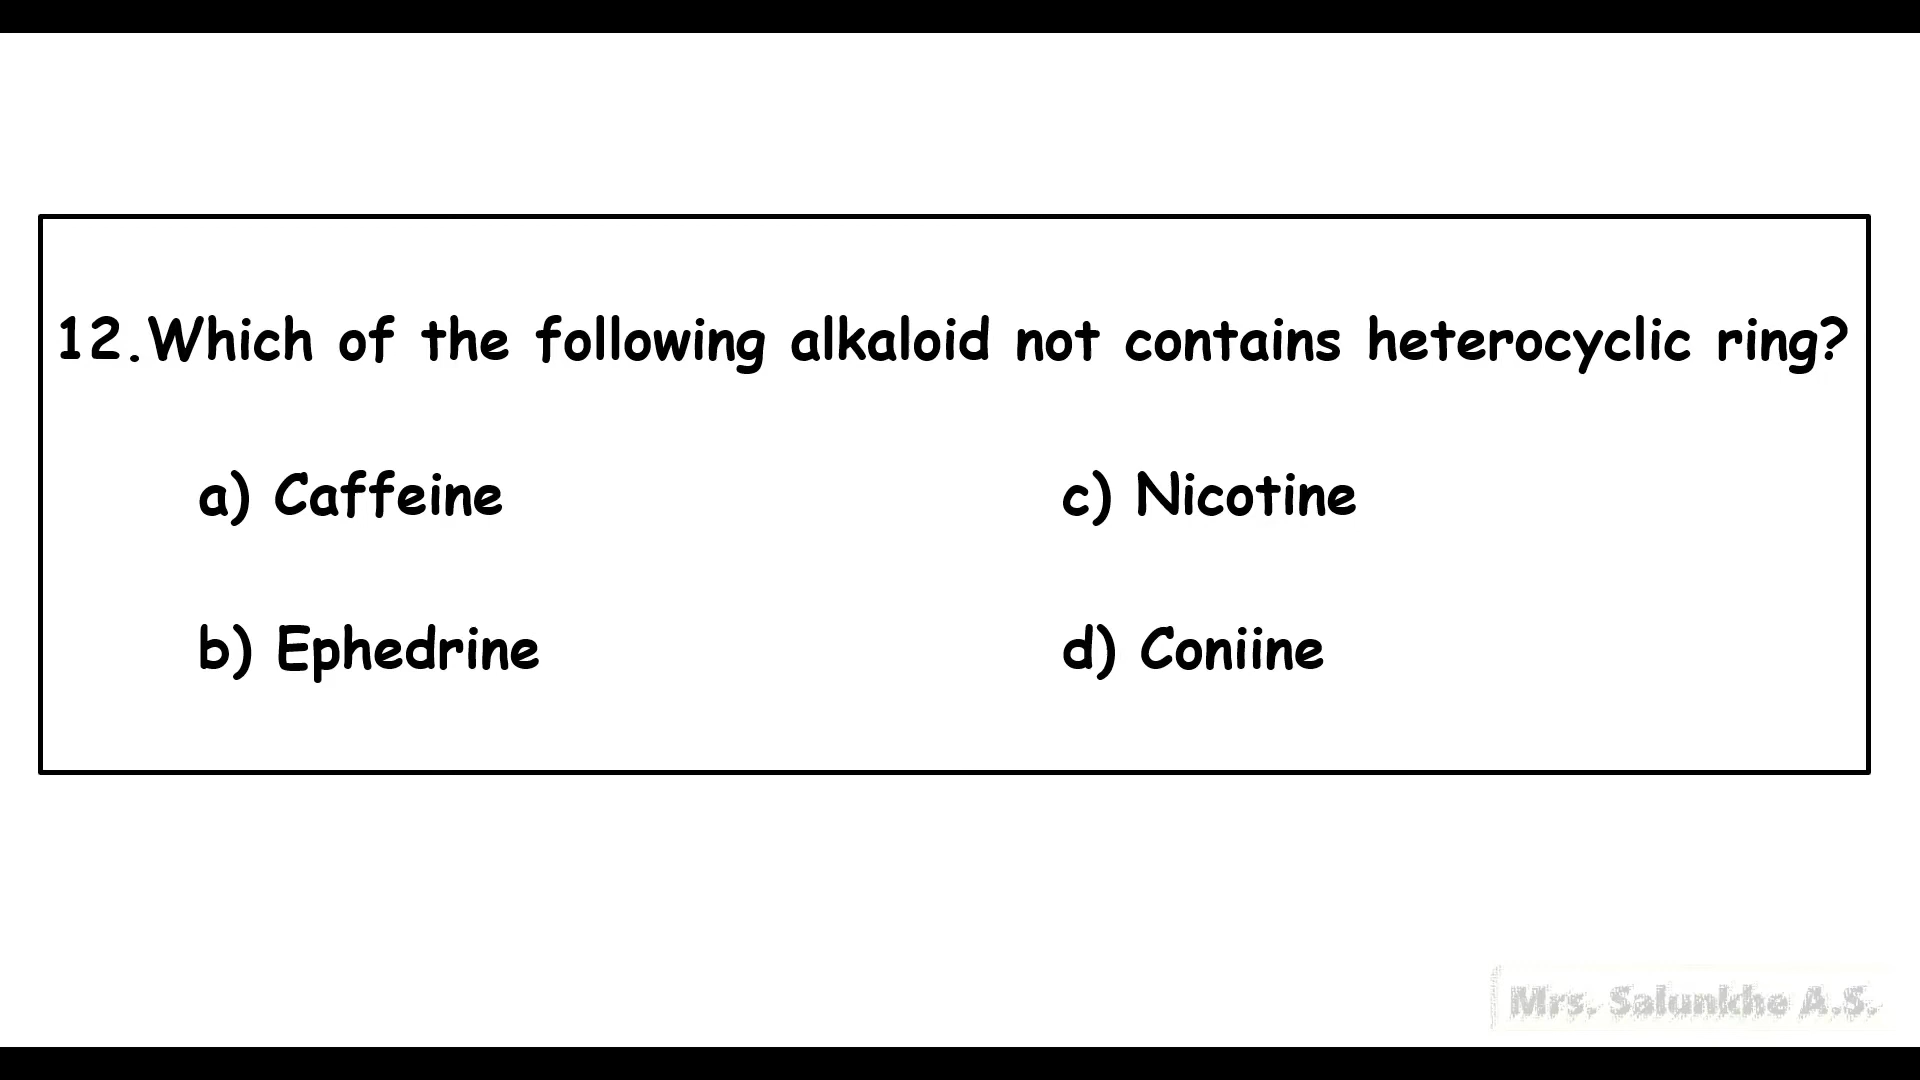 12.Which of the following alkaloid not contains heterocyclic ring?
a) Caffeine
c) Nicotine
b) Ephedrine
d) Coniine
Mrs. Salunkhe A.S.